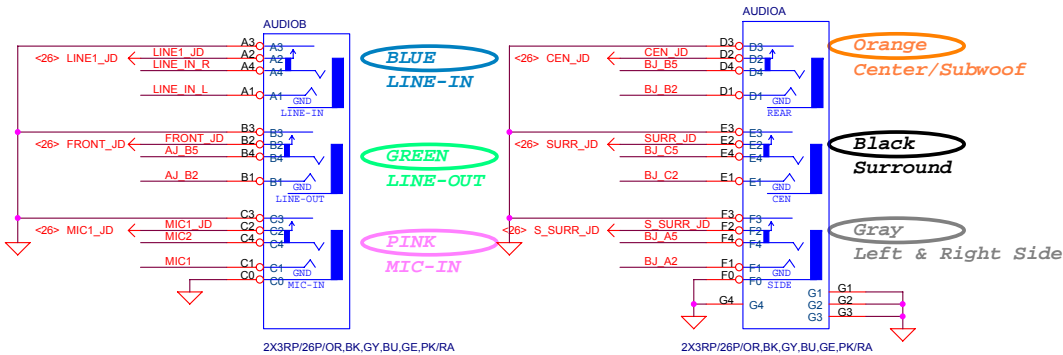 AUDIOB
A3 A3
<26> LINE1_JD LINE1_JD A2 A2
LINE_IN_R A4 A4
LINE_IN_L A1 A1
GND
LINE-IN
BLUE
LINE-IN
B3 B3
<26> FRONT_JD FRONT_JD B2 B2
AJ_B5 B4 B4
AJ_B2 B1 B1
GND
LINE-OUT
GREEN
LINE-OUT
C3 C3
<26> MIC1_JD MIC1_JD C2 C2
MIC2 C4 C4
MIC1 C1 C1
GND
C0 C0
MIC-IN
PINK
MIC-IN
2X3RP/26P/OR,BK,GY,BU,GE,PK/RA
AUDIOA
D3 D3
<26> CEN_JD CEN_JD D2 D2
BJ_B5 D4 D4
BJ_B2 D1 D1
GND
REAR
Orange
Center/Subwoof
E3 E3
<26> SURR_JD SURR_JD E2 E2
BJ_C5 E4 E4
BJ_C2 E1 E1
GND
CEN
Black
Surround
F3 F3
<26> S_SURR_JD S_SURR_JD F2 F2
BJ_A5 F4 F4
BJ_A2 F1 F1
GND
F0 F0
SIDE
Gray
Left & Right Side
G4 G4
G1 G1
G2 G2
G3 G3
2X3RP/26P/OR,BK,GY,BU,GE,PK/RA